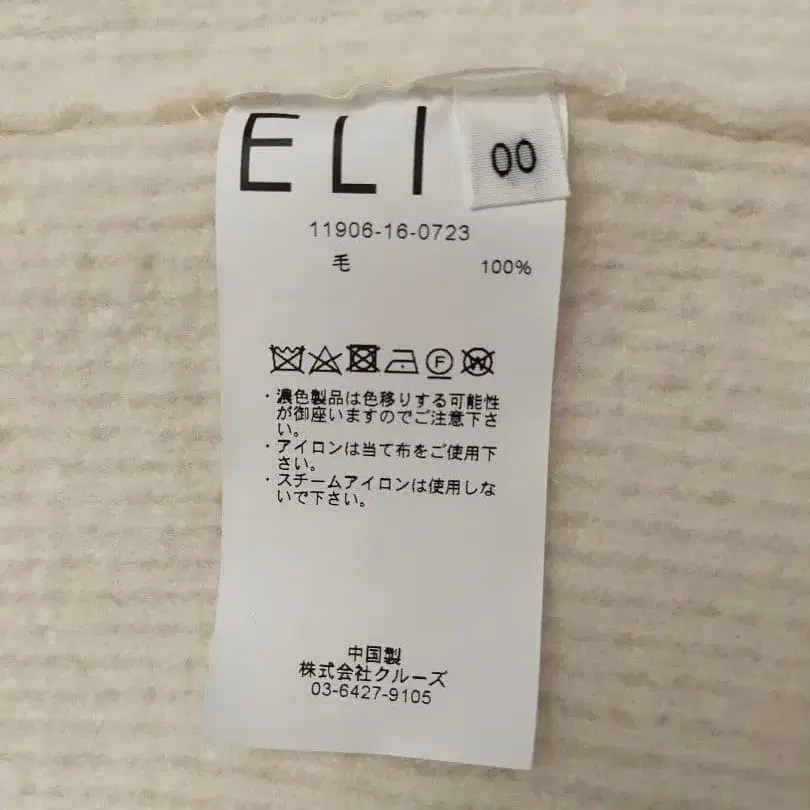 ELI
00
11906-16-0723
毛 100%
F
W
・濃色製品は色移りする可能性
が御座いますのでご注意下さ
い。
・アイロンは当て布をご使用下
さい。
・スチームアイロンは使用しな
いで下さい。
中国製
株式会社クルーズ
03-6427-9105